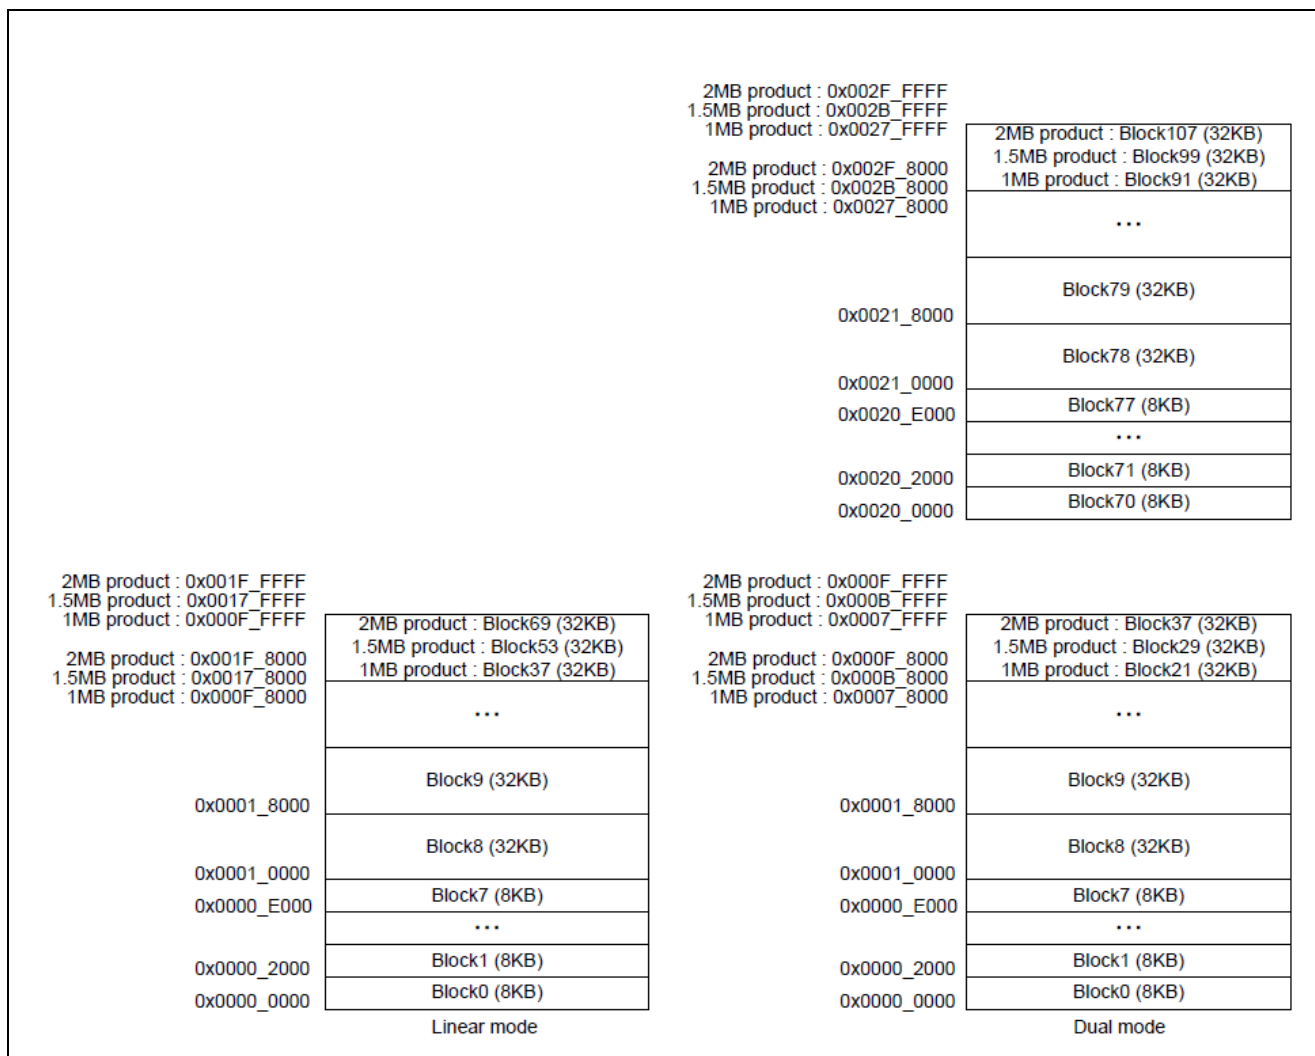 2MB product : 0x002F_FFFF
1.5MB product : 0x002B_FFFF
1MB product : 0x0027_FFFF
2MB product : Block107 (32KB)
1.5MB product : Block99 (32KB)
1MB product : Block91 (32KB)
2MB product : 0x002F_8000
1.5MB product : 0x002B_8000
1MB product : 0x0027_8000
...
Block79 (32KB)
0x0021_8000
Block78 (32KB)
0x0021_0000
Block77 (8KB)
0x0020_E000
...
Block71 (8KB)
0x0020_2000
Block70 (8KB)
0x0020_0000
2MB product : 0x001F_FFFF
1.5MB product : 0x0017_FFFF
1MB product : 0x000F_FFFF
2MB product : Block69 (32KB)
1.5MB product : Block53 (32KB)
1MB product : Block37 (32KB)
2MB product : 0x001F_8000
1.5MB product : 0x0017_8000
1MB product : 0x000F_8000
...
Block9 (32KB)
0x0001_8000
Block8 (32KB)
0x0001_0000
Block7 (8KB)
0x0000_E000
...
Block1 (8KB)
0x0000_2000
Block0 (8KB)
0x0000_0000
Linear mode
2MB product : 0x000F_FFFF
1.5MB product : 0x000B_FFFF
1MB product : 0x0007_FFFF
2MB product : Block37 (32KB)
1.5MB product : Block29 (32KB)
1MB product : Block21 (32KB)
2MB product : 0x000F_8000
1.5MB product : 0x000B_8000
1MB product : 0x0007_8000
...
Block9 (32KB)
0x0001_8000
Block8 (32KB)
0x0001_0000
Block7 (8KB)
0x0000_E000
...
Block1 (8KB)
0x0000_2000
Block0 (8KB)
0x0000_0000
Dual mode